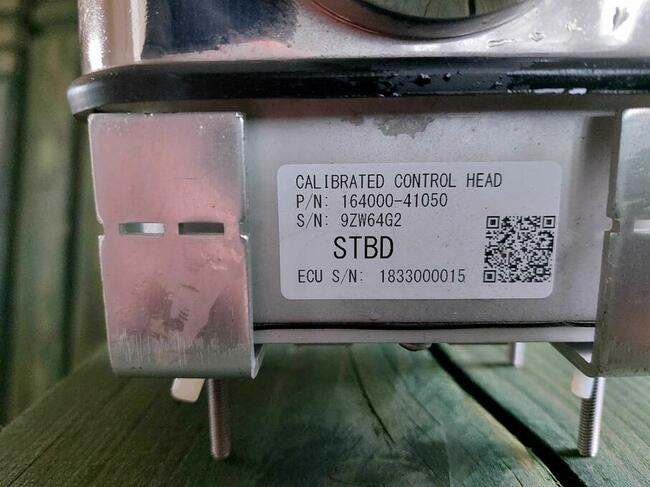 CALIBRATED CONTROL HEAD
P/N: 164000-41050
S/N: 9ZW64G2
STBD
ECU S/N: 1833000015